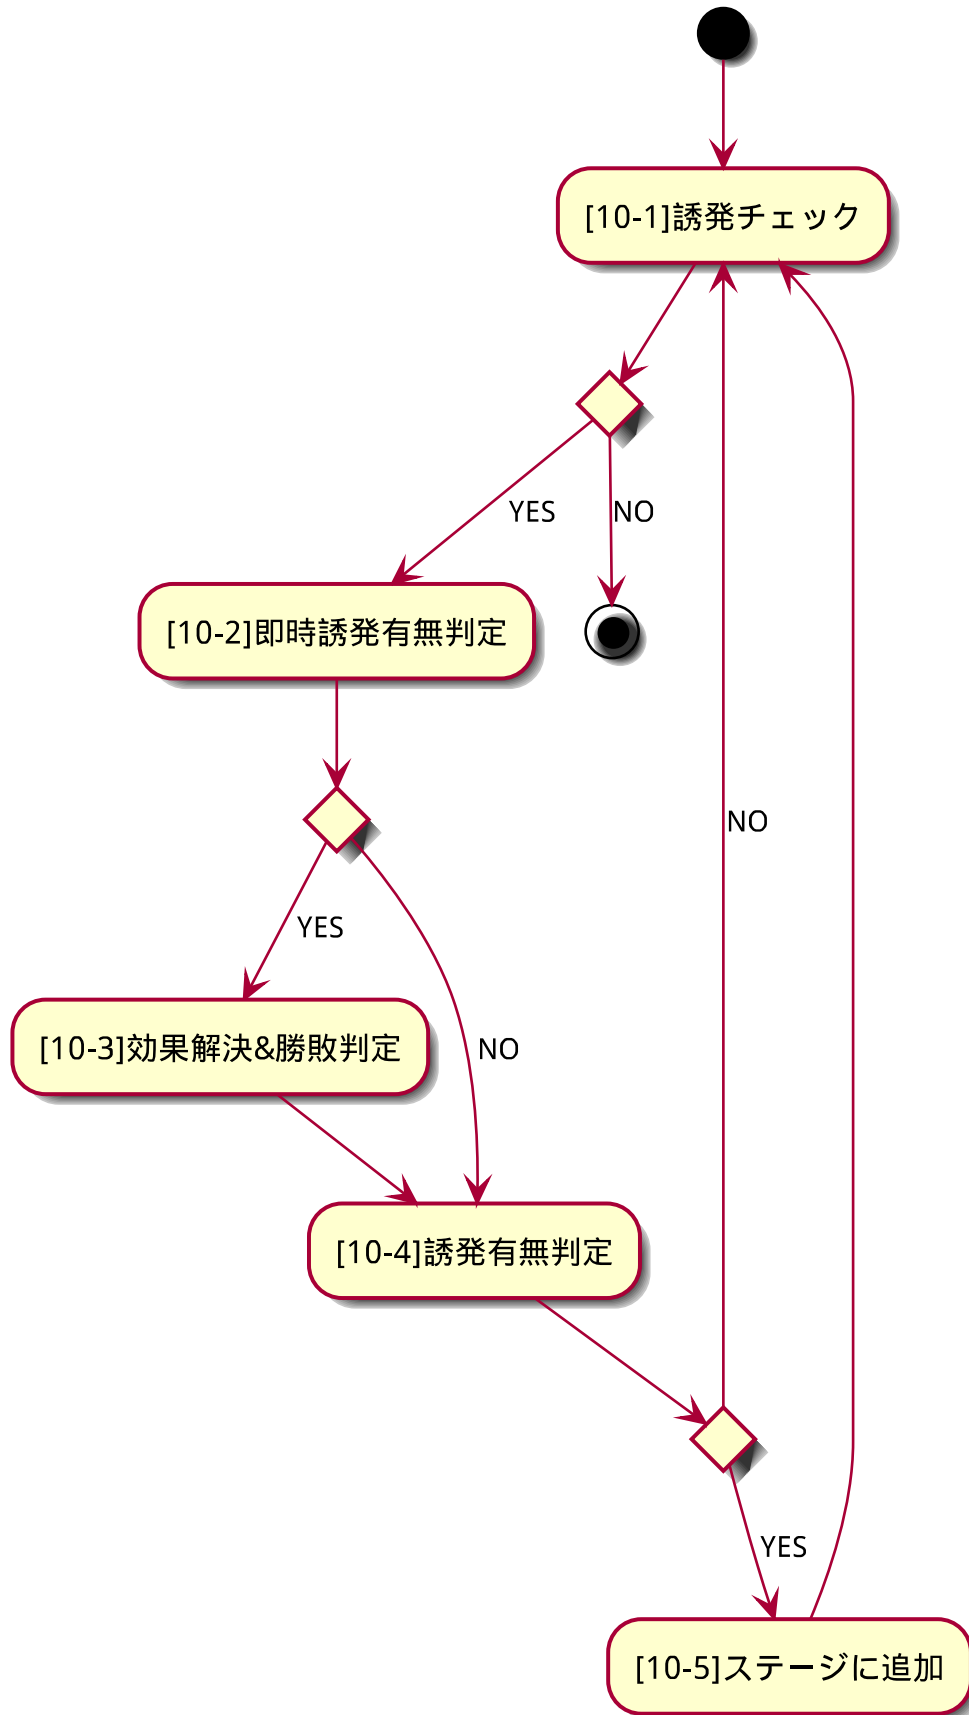 [10-1]誘発チェック
YES
NO
[10-2]即時誘発有無判定
NO
YES
[10-3]効果解決&勝敗判定
NO
[10-4]誘発有無判定
YES
[10-5]ステージに追加